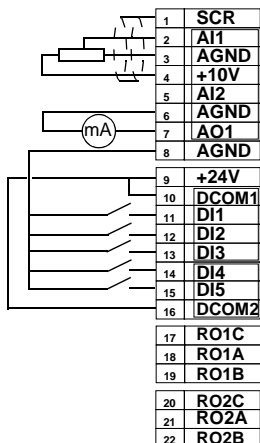 1 SCR
2 AI1
3 AGND
4 +10V
5 AI2
6 AGND
mA
7 AO1
8 AGND
9 +24V
10 DCOM1
11 DI1
12 DI2
13 DI3
14 DI4
15 DI5
16 DCOM2
17 RO1C
18 RO1A
19 RO1B
20 RO2C
21 RO2A
22 RO2B